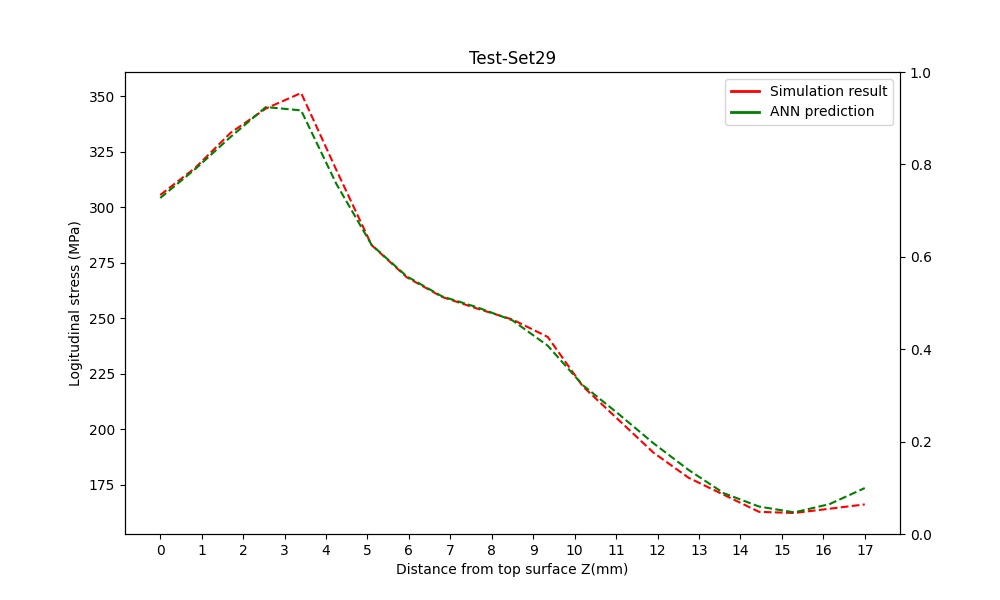 Test-Set29
Simulation result
ANN prediction
Logitudinal stress (MPa)
350
325
300
275
250
225
200
175
1.0
0.8
0.6
0.4
0.2
0.0
0 1 2 3 4 5 6 7 8 9 10 11 12 13 14 15 16 17
Distance from top surface Z(mm)